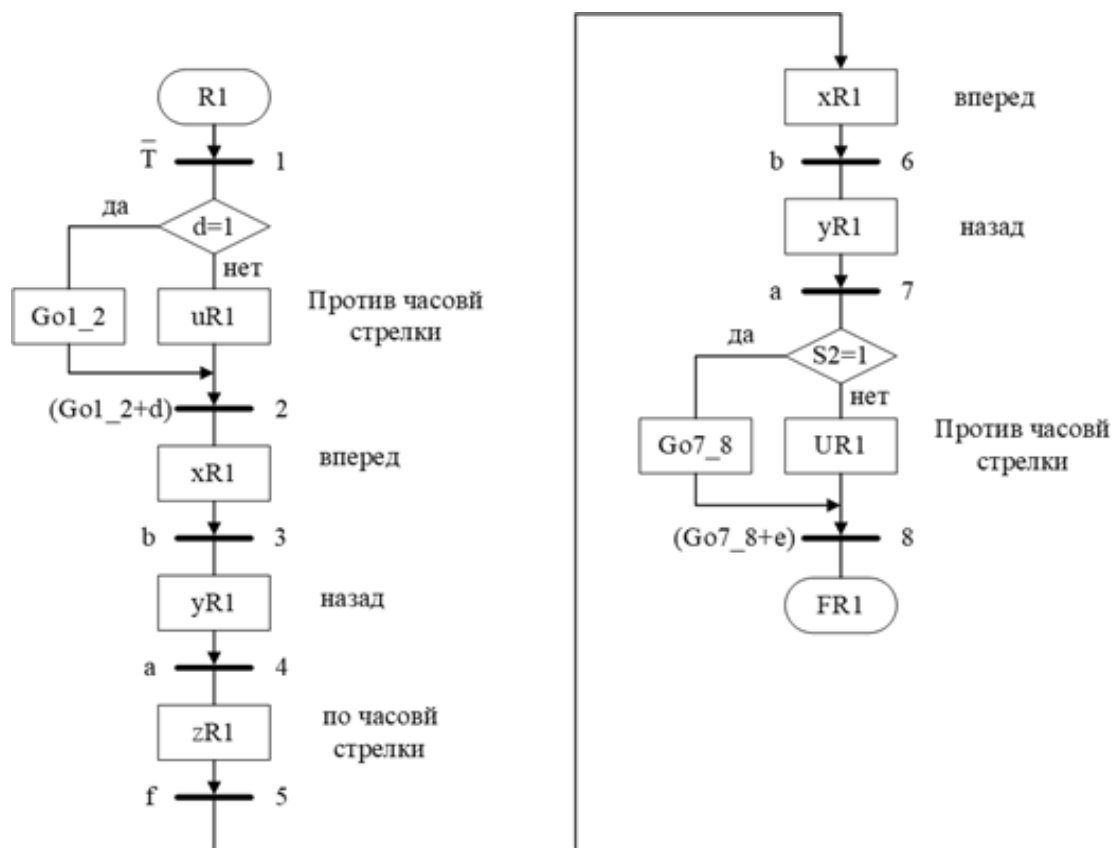 R1
T̅ 1
да
d=1
нет
Go1_2
uR1
Против часовй
стрелки
(Go1_2+d) 2
xR1
вперед
b 3
yR1
назад
a 4
zR1
по часовй
стрелки
f 5
xR1
вперед
b 6
yR1
назад
a 7
да
S2=1
нет
Go7_8
UR1
Против часовй
стрелки
(Go7_8+e) 8
FR1